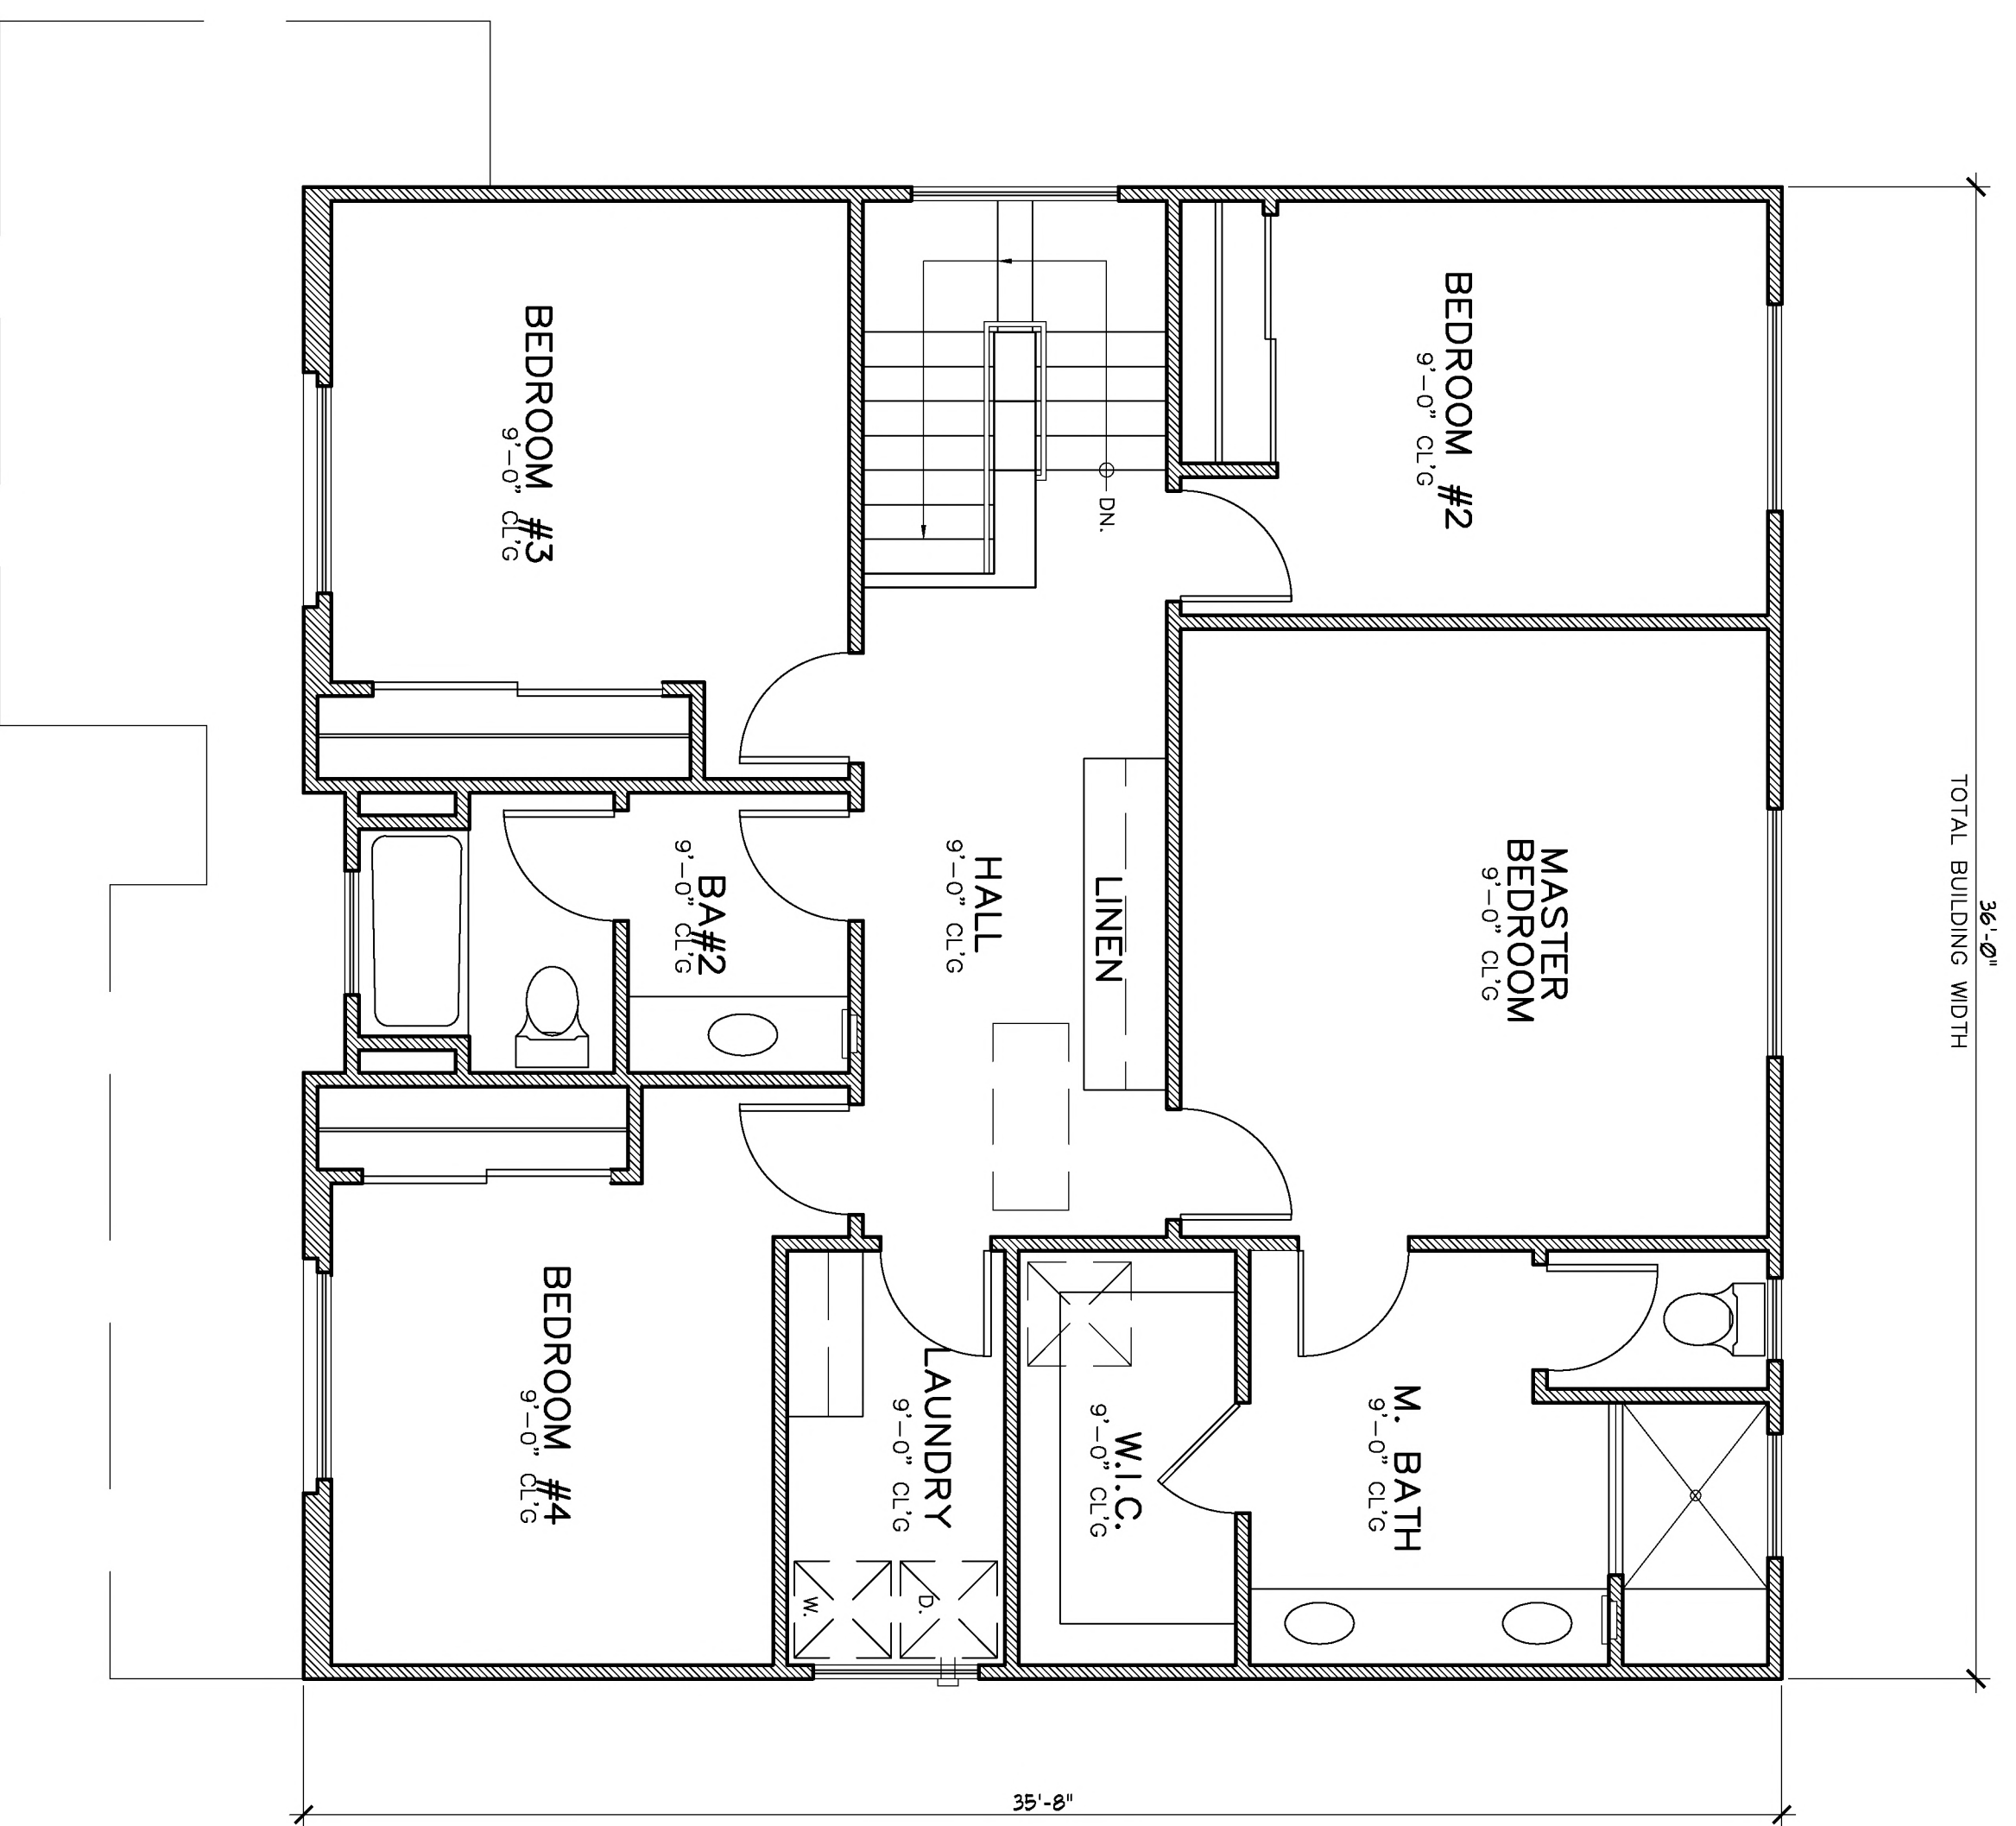 BEDROOM #2
9'-0" CL'G
MASTER
BEDROOM
9'-0" CL'G
TOTAL BUILDING WIDTH
36'-0"
BEDROOM #3
9'-0" CL'G
DN.
HALL
9'-0" CL'G
LINEN
BA#2
9'-0" CL'G
BEDROOM #4
9'-0" CL'G
LAUNDRY
9'-0" CL'G
W.
D.
W.I.C.
9'-0" CL'G
M. BATH
9'-0" CL'G
35'-8"